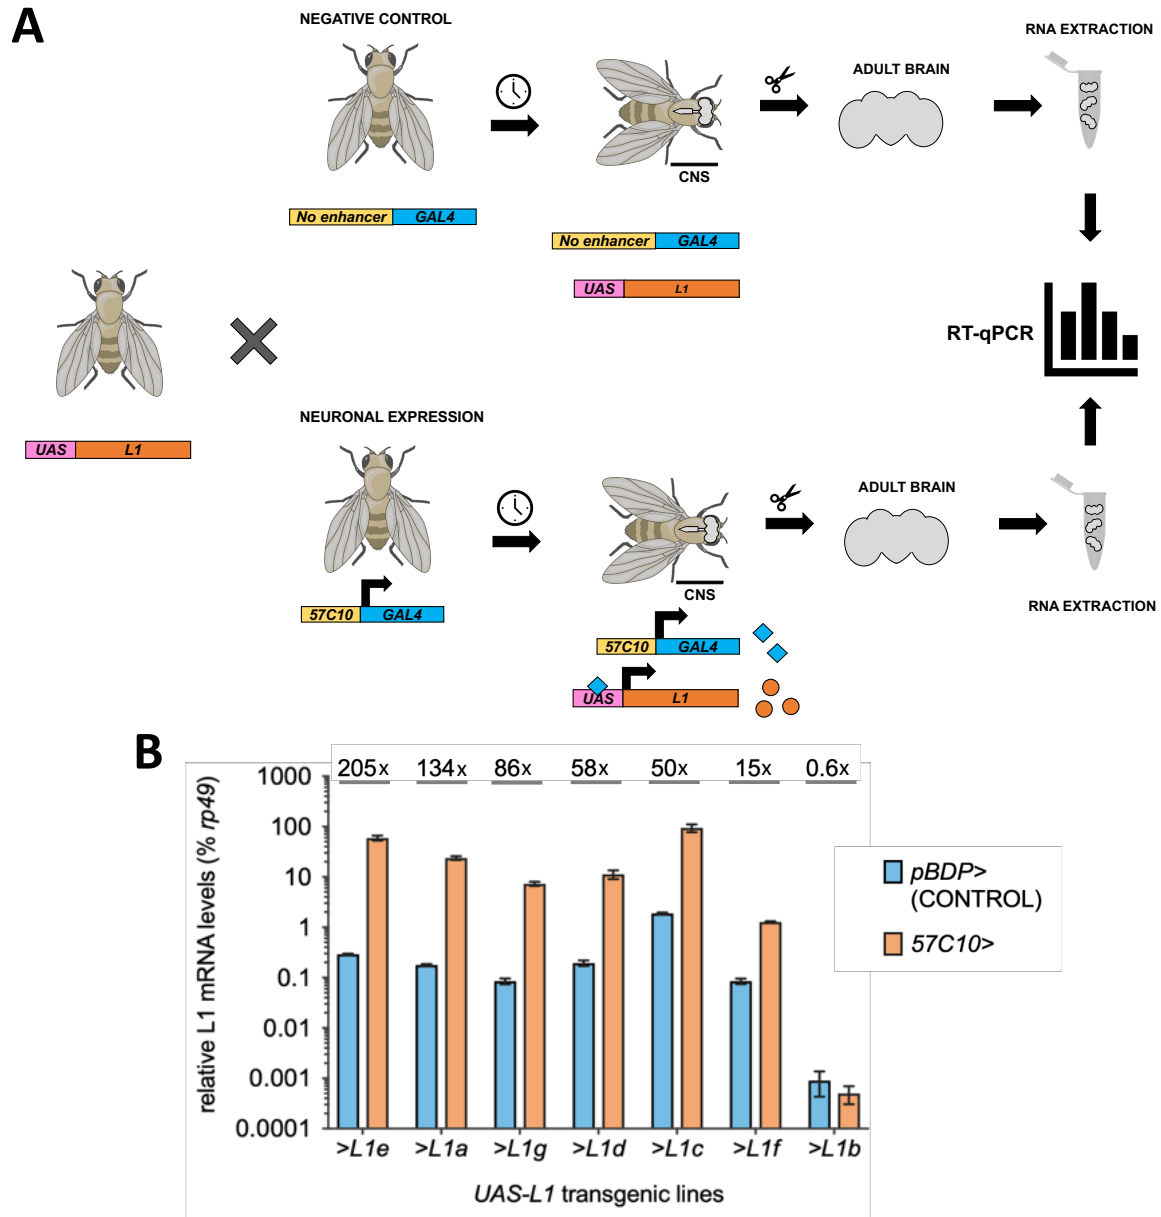 A
NEGATIVE CONTROL
No enhancer GAL4
CNS
No enhancer GAL4
UAS L1
ADULT BRAIN
RNA EXTRACTION
UAS L1
RT-qPCR
NEURONAL EXPRESSION
57C10 GAL4
CNS
57C10 GAL4
UAS L1
ADULT BRAIN
RNA EXTRACTION
B
205x 134x 86x 58x 50x 15x 0.6x
relative L1 mRNA levels (% rp49)
1000
100
10
1
0.1
0.01
0.001
0.0001
>L1e >L1a >L1g >L1d >L1c >L1f >L1b
UAS-L1 transgenic lines
pBDP>
(CONTROL)
57C10>